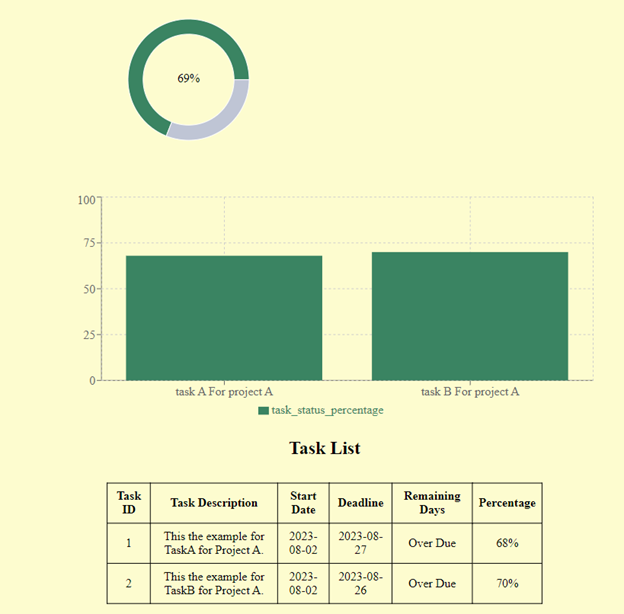 69%
100
75
50
25
0
task A For project A
task B For project A
task_status_percentage
Task List
Task ID Task Description Start Date Deadline Remaining Days Percentage
1 This the example for TaskA for Project A. 2023-08-02 2023-08-27 Over Due 68%
2 This the example for TaskB for Project A. 2023-08-02 2023-08-26 Over Due 70%